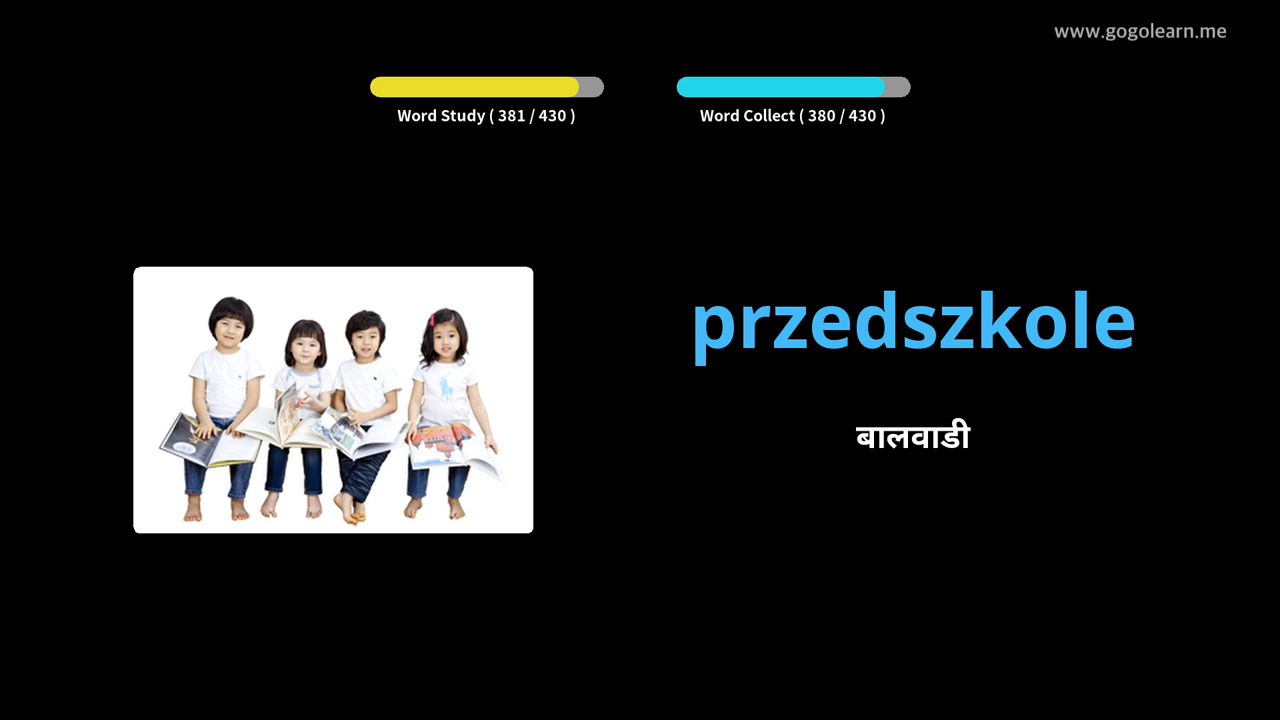 www.gogolearn.me
Word Study ( 381 / 430 )
Word Collect ( 380 / 430 )
przedszkole
बालवाडी